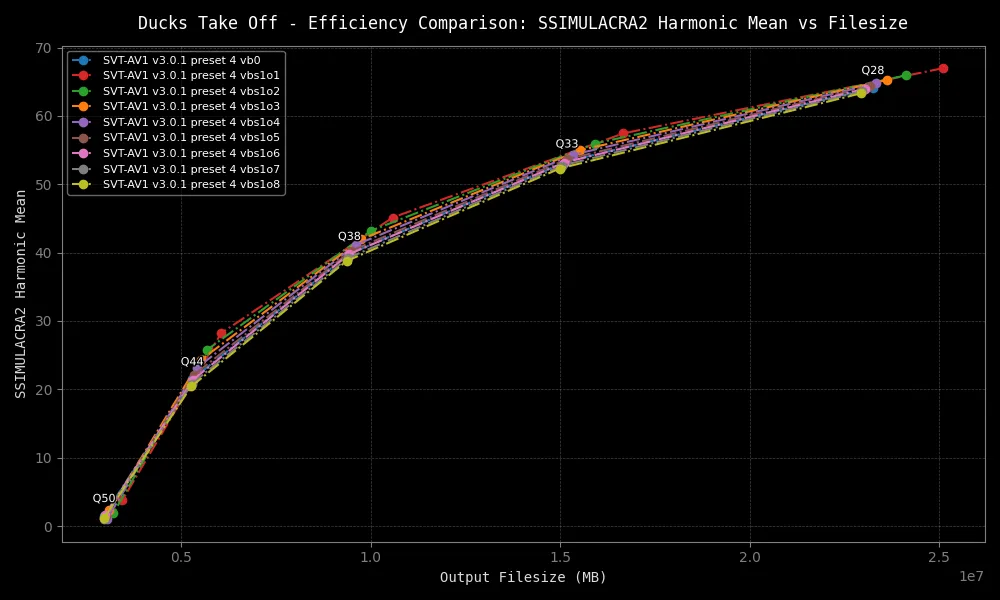 Ducks Take Off - Efficiency Comparison: SSIMULACRA2 Harmonic Mean vs Filesize
SVT-AV1 v3.0.1 preset 4 vb0
SVT-AV1 v3.0.1 preset 4 vbs1o1
SVT-AV1 v3.0.1 preset 4 vbs1o2
SVT-AV1 v3.0.1 preset 4 vbs1o3
SVT-AV1 v3.0.1 preset 4 vbs1o4
SVT-AV1 v3.0.1 preset 4 vbs1o5
SVT-AV1 v3.0.1 preset 4 vbs1o6
SVT-AV1 v3.0.1 preset 4 vbs1o7
SVT-AV1 v3.0.1 preset 4 vbs1o8
SSIMULACRA2 Harmonic Mean
70
60
50
40
30
20
10
0
Q28
Q33
Q38
Q44
Q50
0.5
1.0
1.5
2.0
2.5
1e7
Output Filesize (MB)